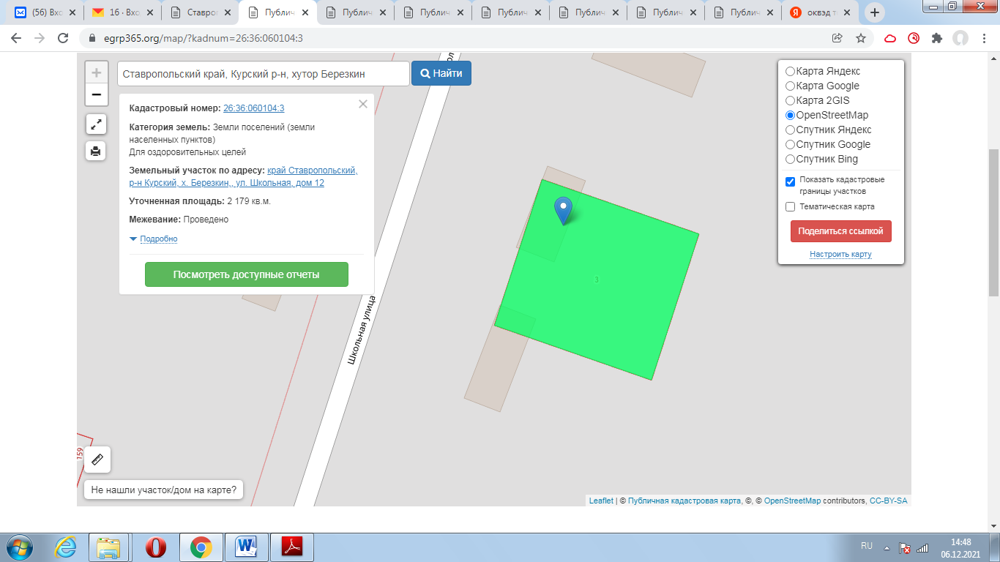 (56) Вхо
16 · Вхо
Ставрог
Публич
Публич
Публич
Публич
Публич
Публич
Публич
оквэд т
egrp365.org/map/?kadnum=26:36:060104:3
Ставропольский край, Курский р-н, хутор Березкин
Найти
Кадастровый номер: 26:36:060104:3
Категория земель: Земли поселений (земли
населенных пунктов)
Для оздоровительных целей
Земельный участок по адресу: край Ставропольский,
р-н Курский, х. Березкин,, ул. Школьная, дом 12
Уточненная площадь: 2 179 кв.м.
Межевание: Проведено
Подробно
Посмотреть доступные отчеты
Карта Яндекс
Карта Google
Карта 2GIS
OpenStreetMap
Спутник Яндекс
Спутник Google
Спутник Bing
Показать кадастровые
границы участков
Тематическая карта
Поделиться ссылкой
Настроить карту
3
Школьная улица
159
Не нашли участок/дом на карте?
Leaflet | © Публичная кадастровая карта, ©, © OpenStreetMap contributors, CC-BY-SA
RU
14:48
06.12.2021